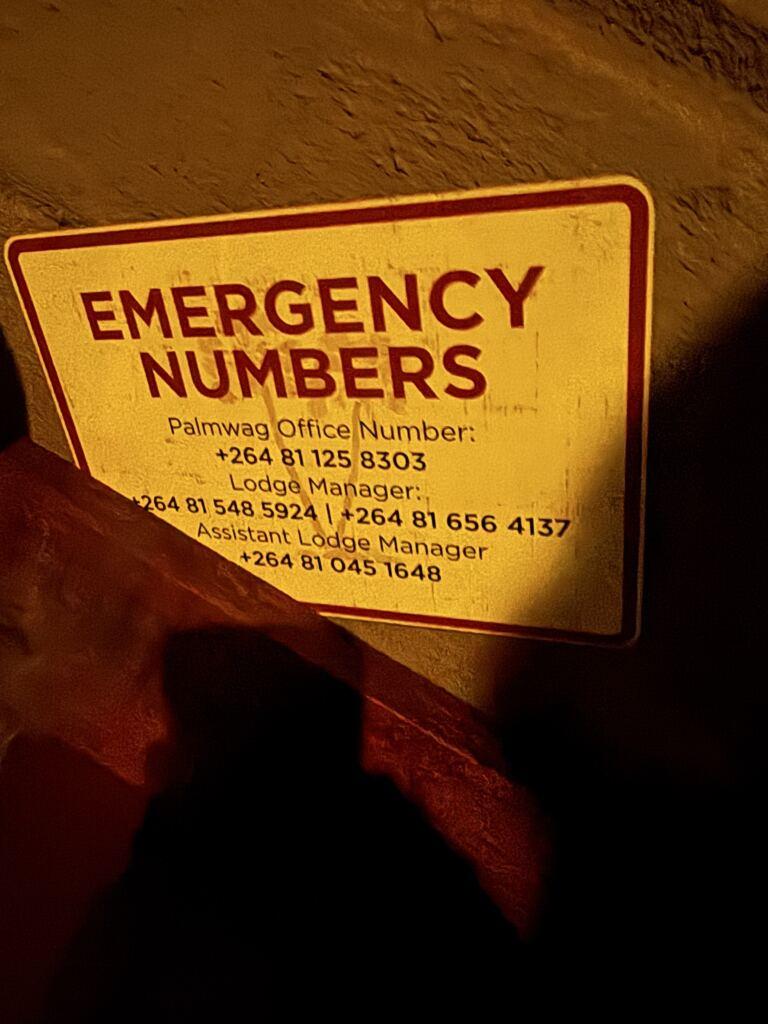 EMERGENCY
NUMBERS
Palmwag Office Number:
+264 81 125 8303
Lodge Manager:
+264 81 548 5924 | +264 81 656 4137
Assistant Lodge Manager
+264 81 045 1648